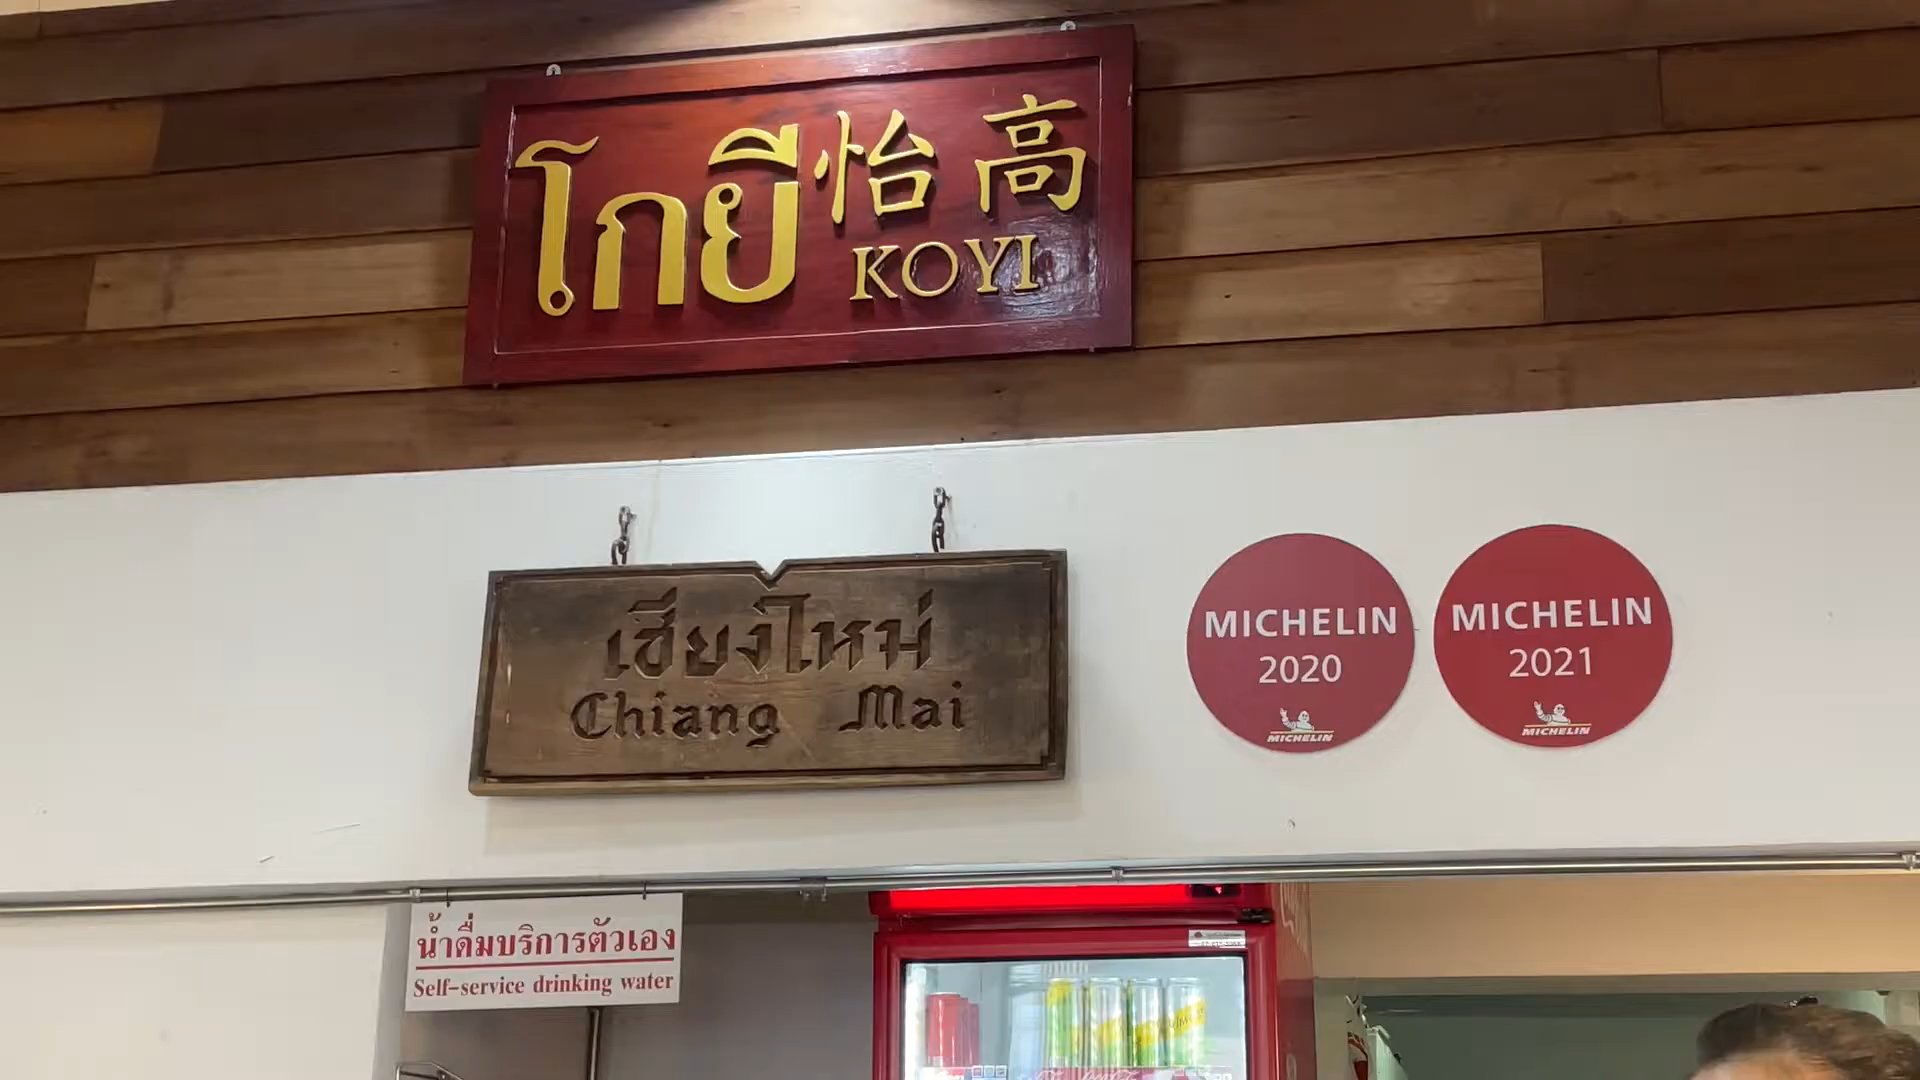 โกยี 怡高
KOYI
เชียงใหม่
Chiang Mai
MICHELIN
2020
MICHELIN
MICHELIN
2021
MICHELIN
น้ำดื่มบริการตัวเอง
Self-service drinking water